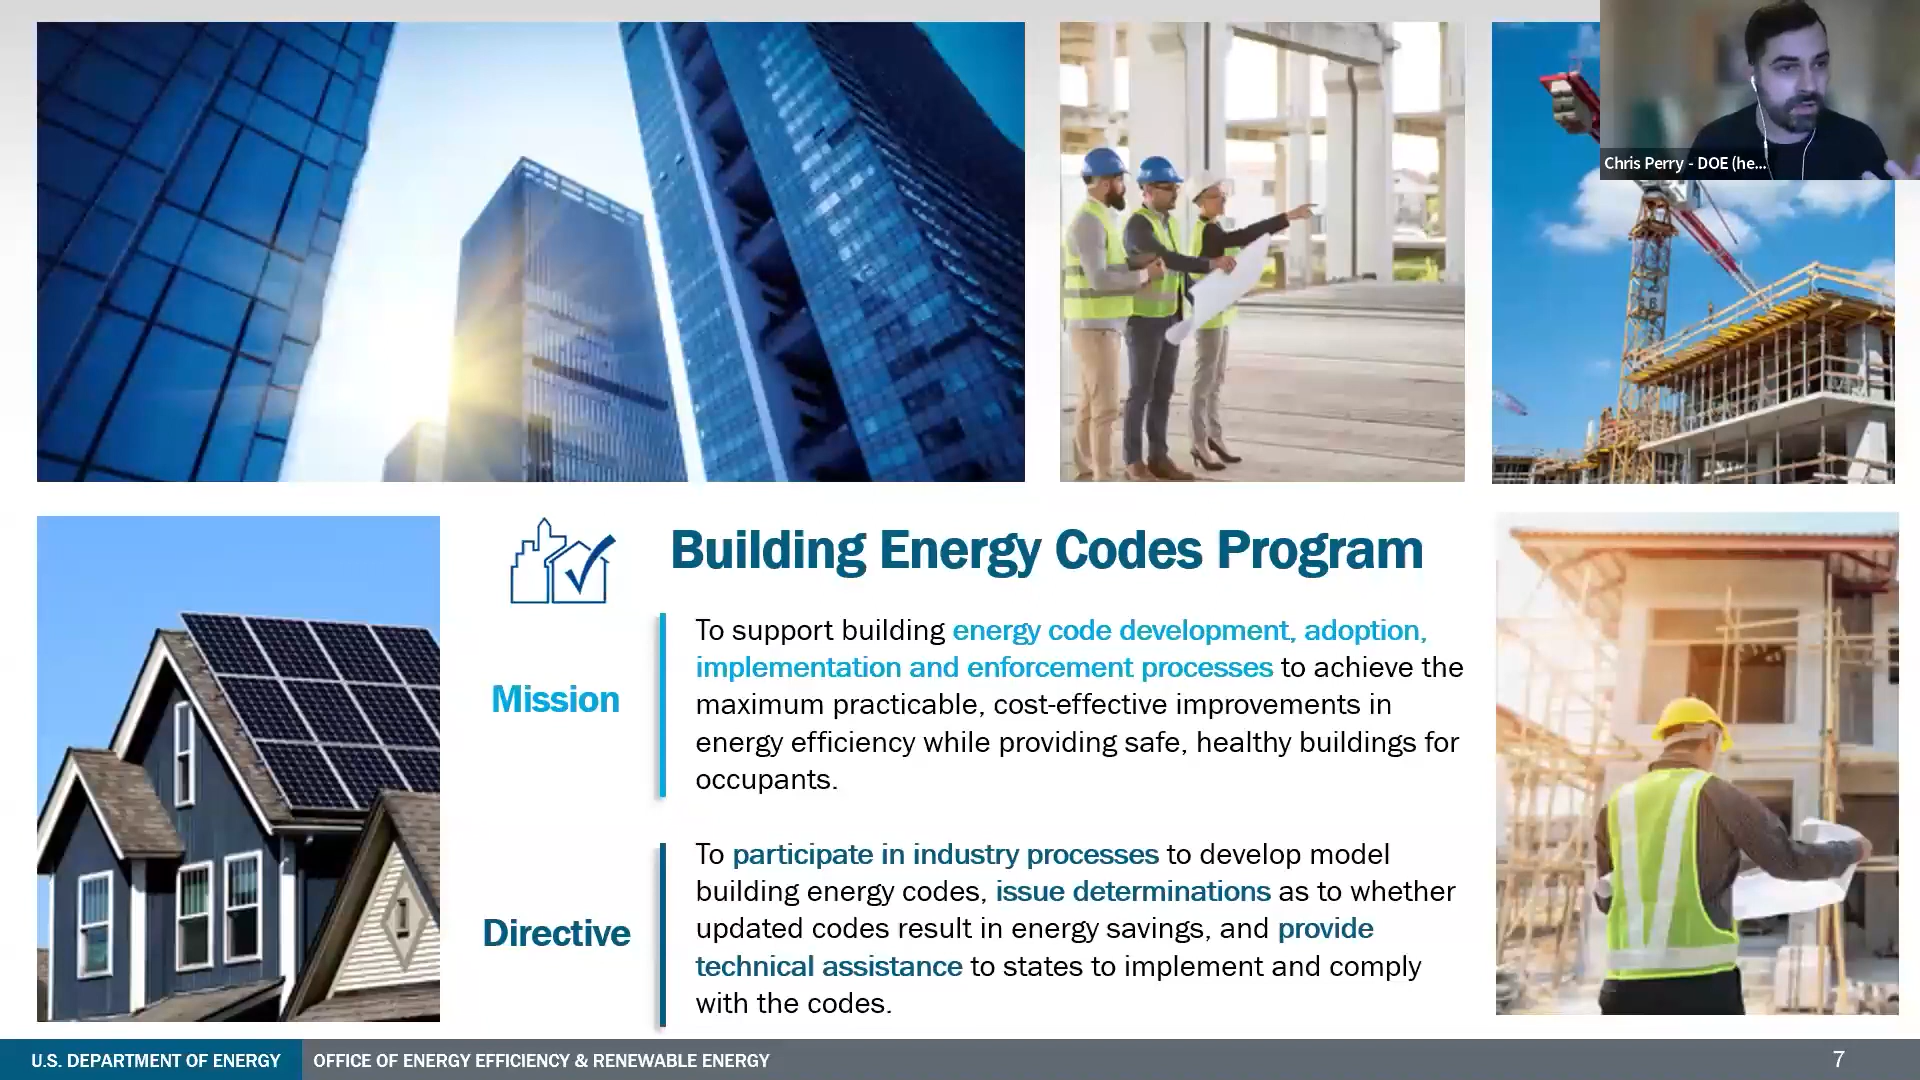 Chris Perry - DOE (he...
Building Energy Codes Program
Mission
To support building energy code development, adoption,
implementation and enforcement processes to achieve the
maximum practicable, cost-effective improvements in
energy efficiency while providing safe, healthy buildings for
occupants.
Directive
To participate in industry processes to develop model
building energy codes, issue determinations as to whether
updated codes result in energy savings, and provide
technical assistance to states to implement and comply
with the codes.
U.S. DEPARTMENT OF ENERGY OFFICE OF ENERGY EFFICIENCY & RENEWABLE ENERGY 7